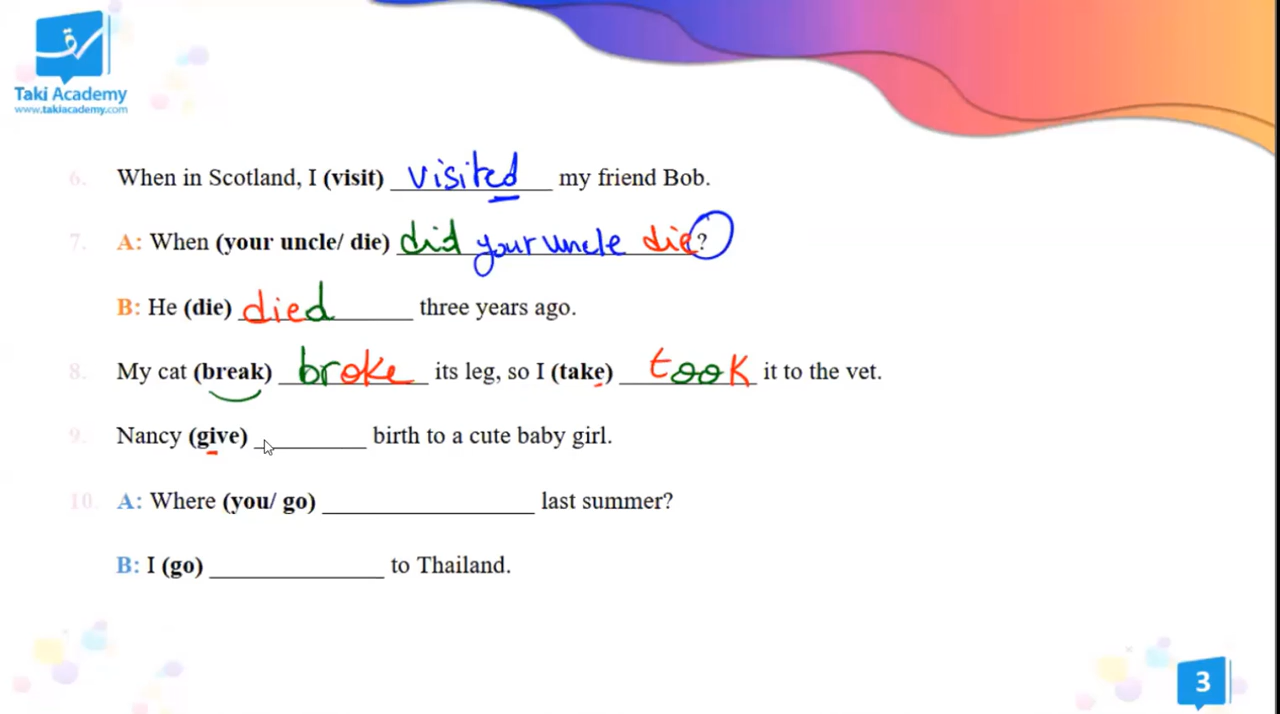 Taki Academy
www.takiacademy.com
6. When in Scotland, I (visit) visited my friend Bob.
7. A: When (your uncle/ die) did your uncle die?
B: He (die) died three years ago.
8. My cat (break) broke its leg, so I (take) took it to the vet.
9. Nancy (give) __________ birth to a cute baby girl.
10. A: Where (you/ go) __________________ last summer?
B: I (go) _______________ to Thailand.
3